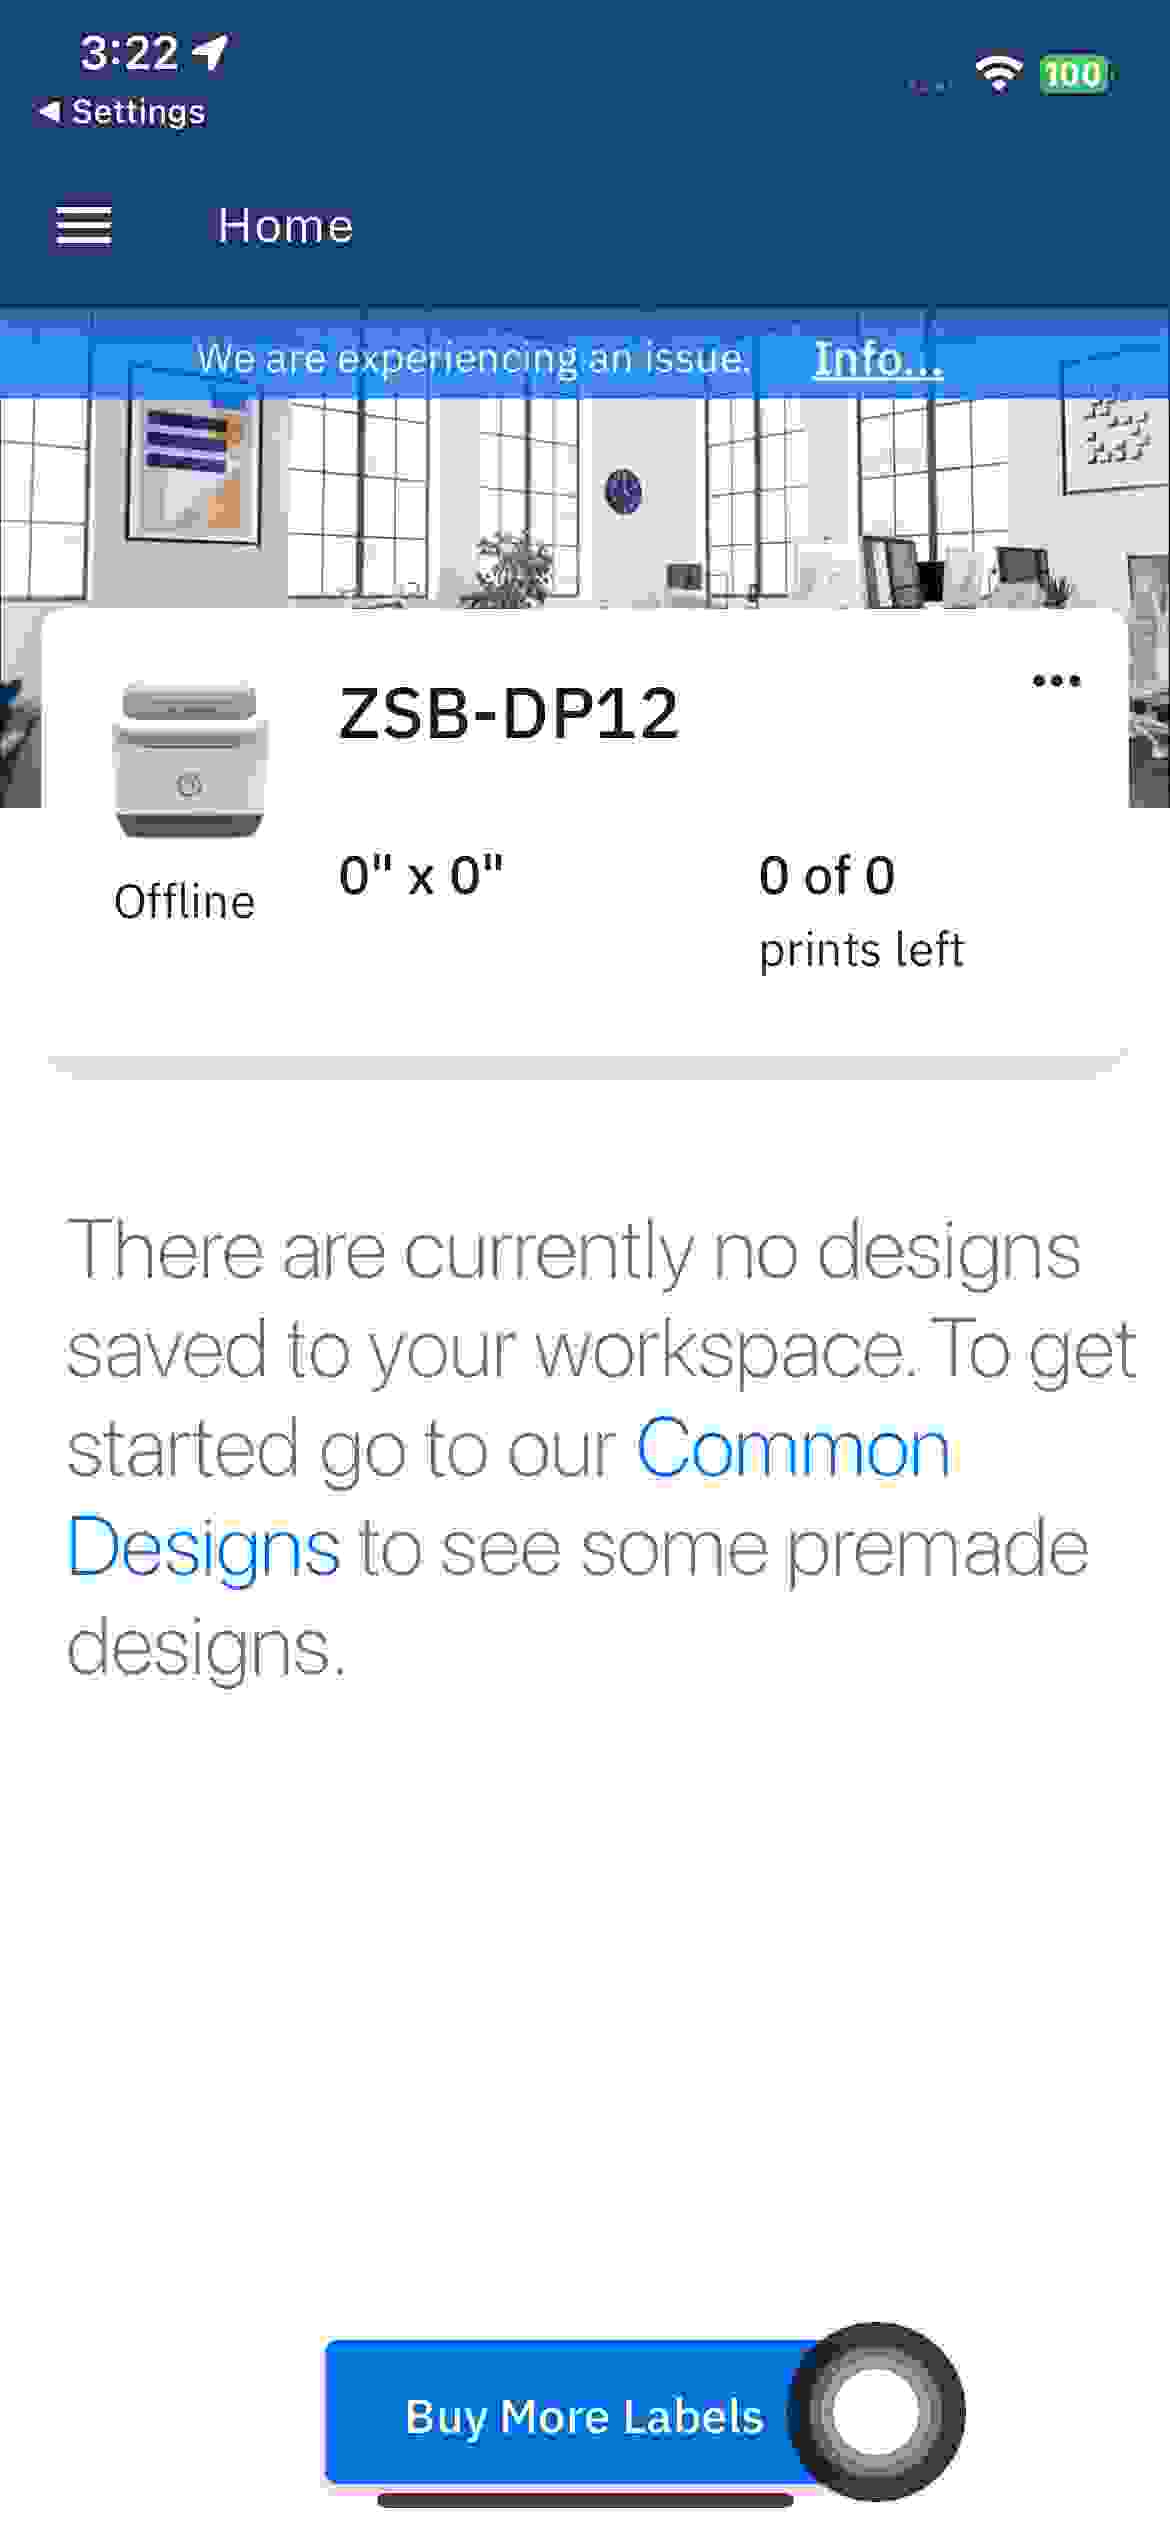 3:22
◀ Settings
100
Home
We are experiencing an issue. Info...
ZSB-DP12
Offline
0" x 0"
0 of 0
prints left
There are currently no designs
saved to your workspace. To get
started go to our Common
Designs to see some premade
designs.
Buy More Labels